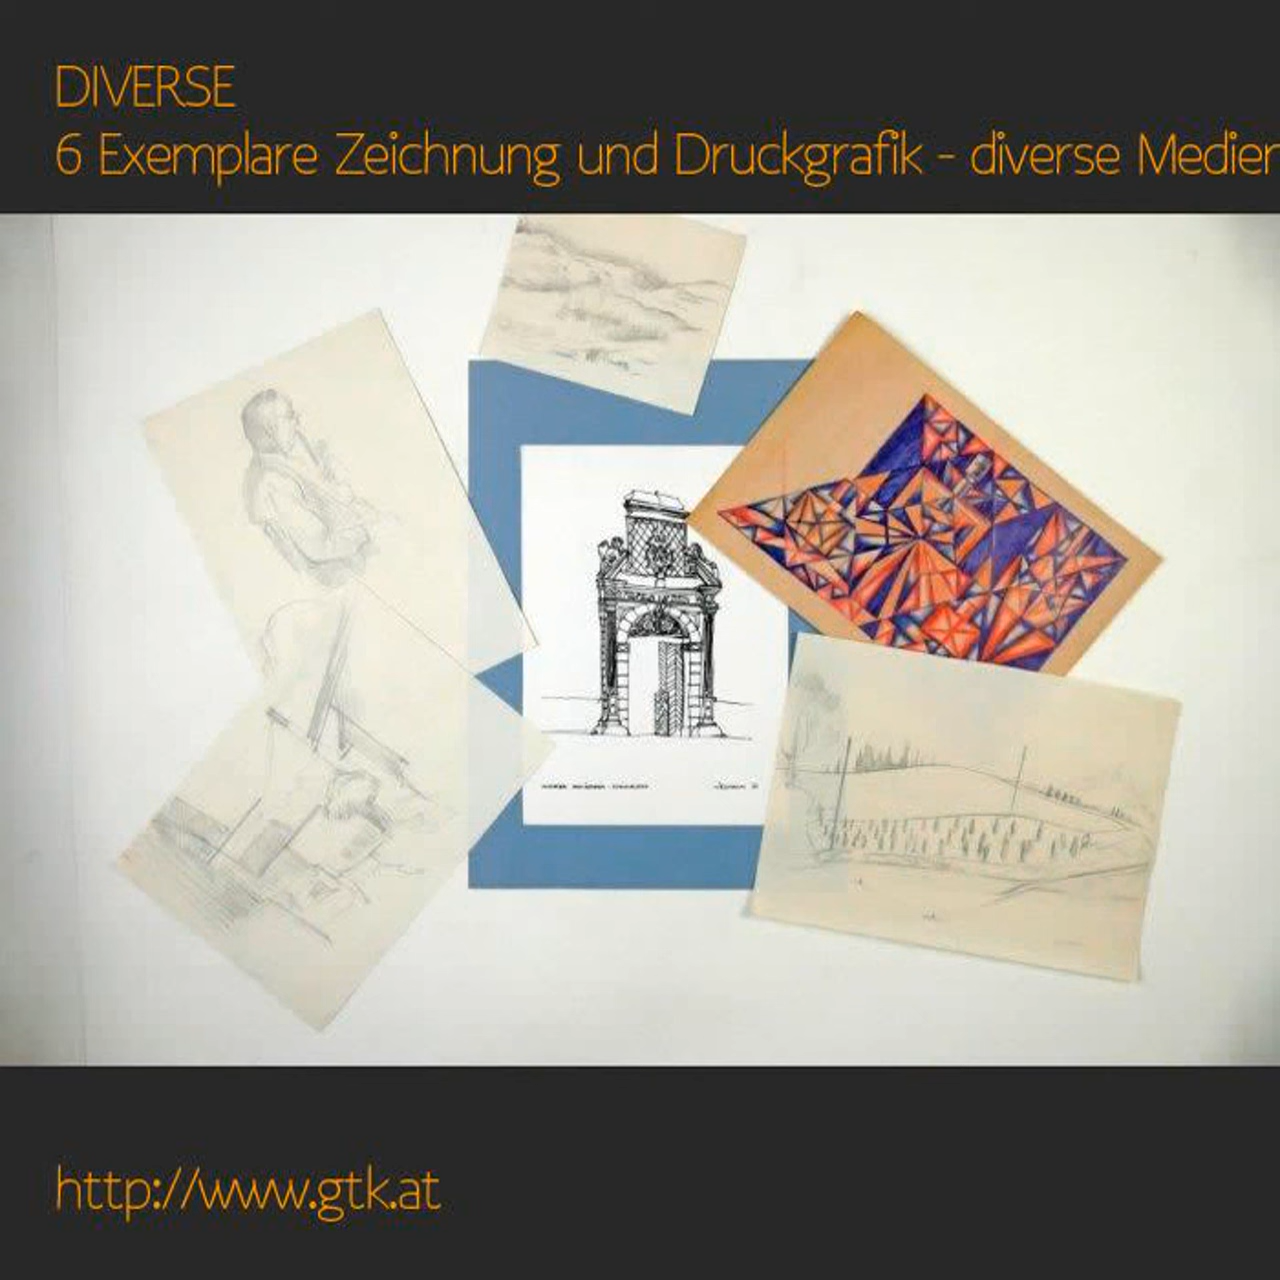 DIVERSE
6 Exemplare Zeichnung und Druckgrafik - diverse Medien
http://www.gtk.at